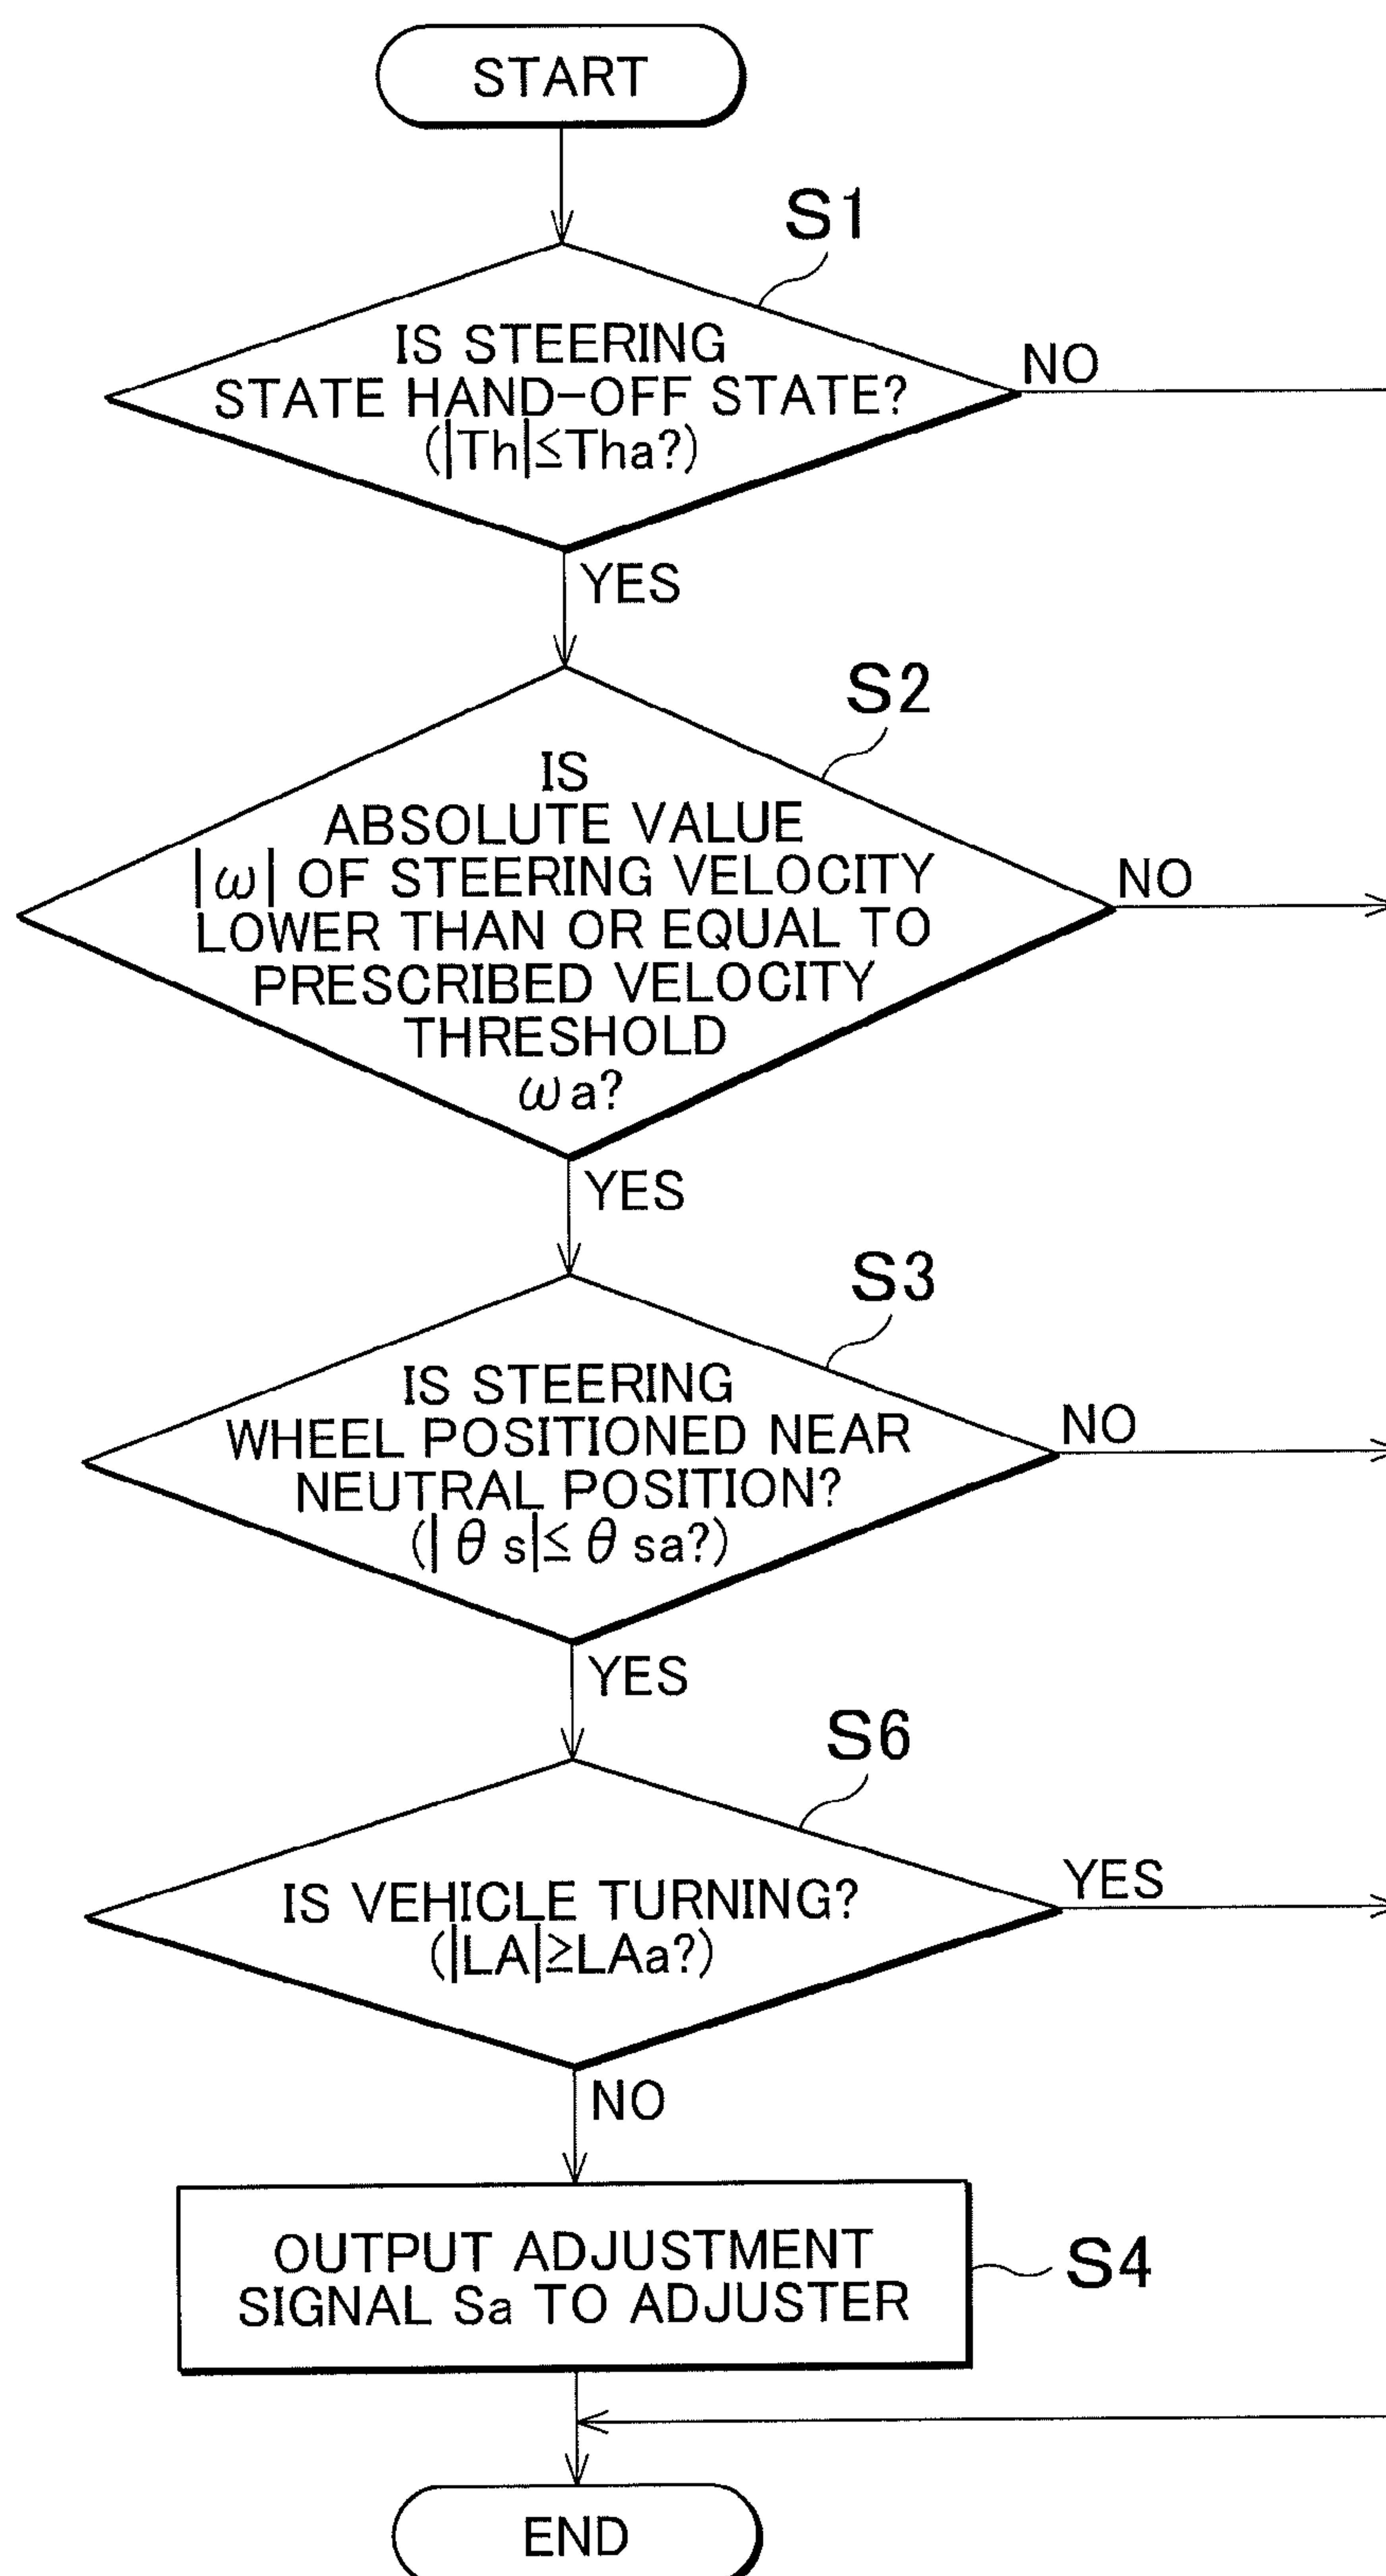 START
S1
IS STEERING
STATE HAND-OFF STATE?
(|Th|≦Tha?)
NO
YES
S2
IS
ABSOLUTE VALUE
|ω| OF STEERING VELOCITY
LOWER THAN OR EQUAL TO
PRESCRIBED VELOCITY
THRESHOLD
ωa?
NO
YES
S3
IS STEERING
WHEEL POSITIONED NEAR
NEUTRAL POSITION?
(|θs|≦θsa?)
NO
YES
S6
IS VEHICLE TURNING?
(|LA|≧LAa?)
YES
NO
OUTPUT ADJUSTMENT
SIGNAL Sa TO ADJUSTER
S4
END